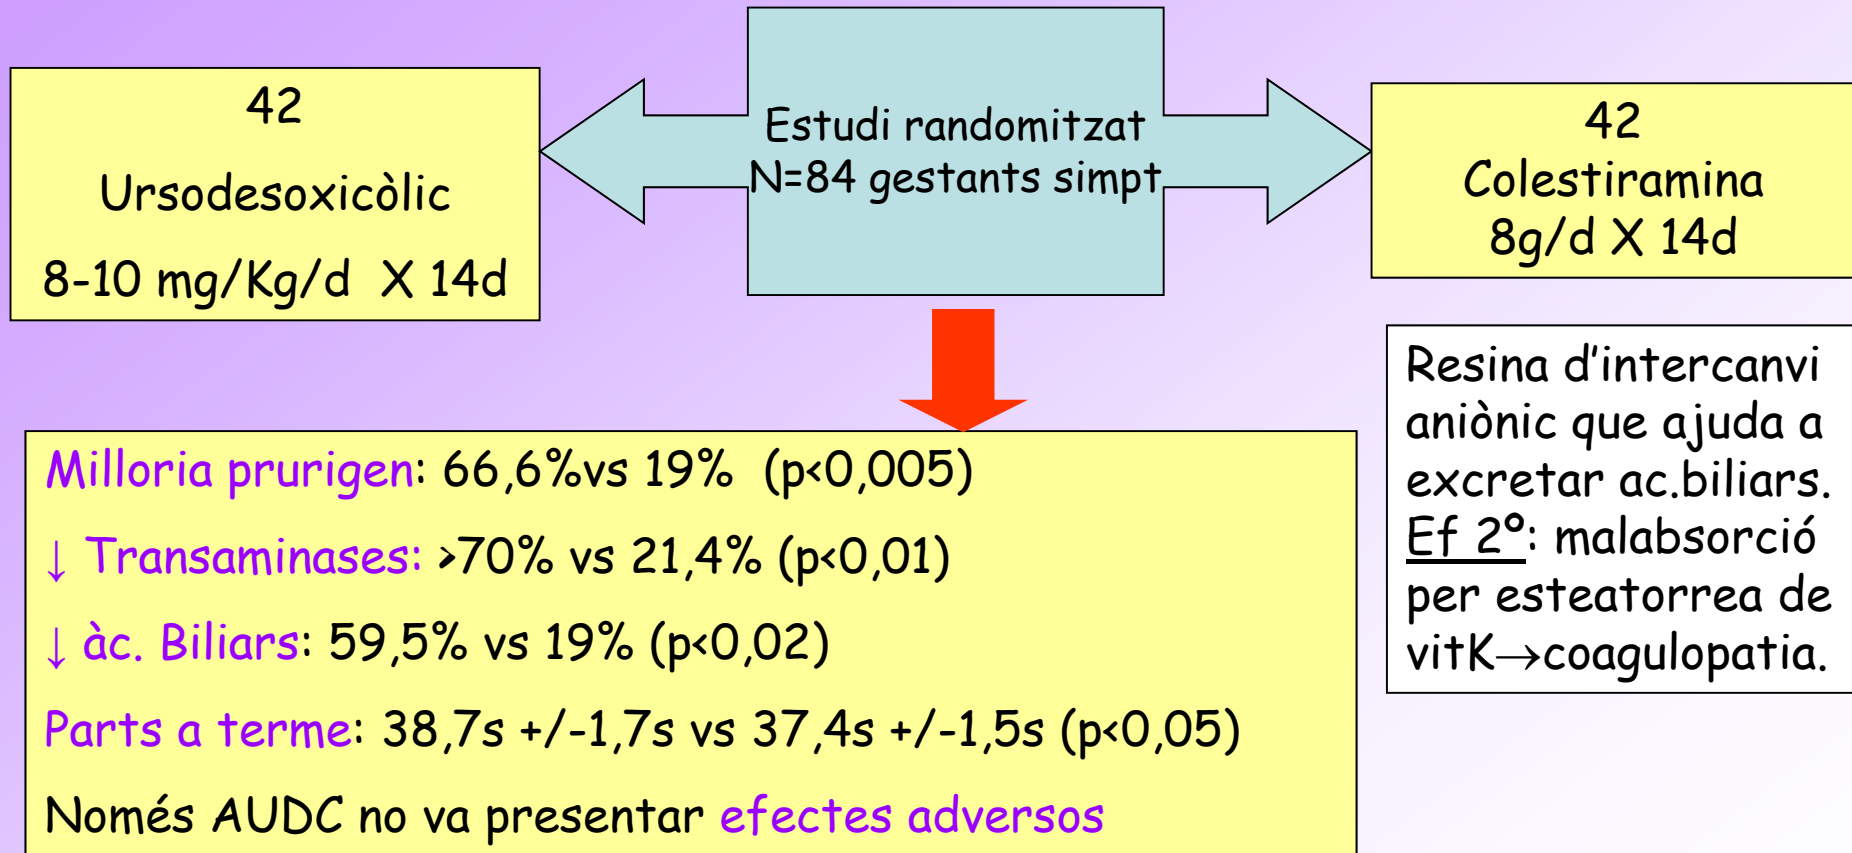 42
Ursodesoxicòlic
8-10 mg/Kg/d X 14d
Estudi randomitzat
N=84 gestants simpt
42
Colestiramina
8g/d X 14d
Resina d'intercanvi
aniònic que ajuda a
excretar ac.biliars.
Ef 2º: malabsorció
per esteatorrea de
vitK→coagulopatia.
Milloria prurigen: 66,6%vs 19% (p<0,005)
↓ Transaminases: >70% vs 21,4% (p<0,01)
↓ àc. Biliars: 59,5% vs 19% (p<0,02)
Parts a terme: 38,7s +/-1,7s vs 37,4s +/-1,5s (p<0,05)
Només AUDC no va presentar efectes adversos